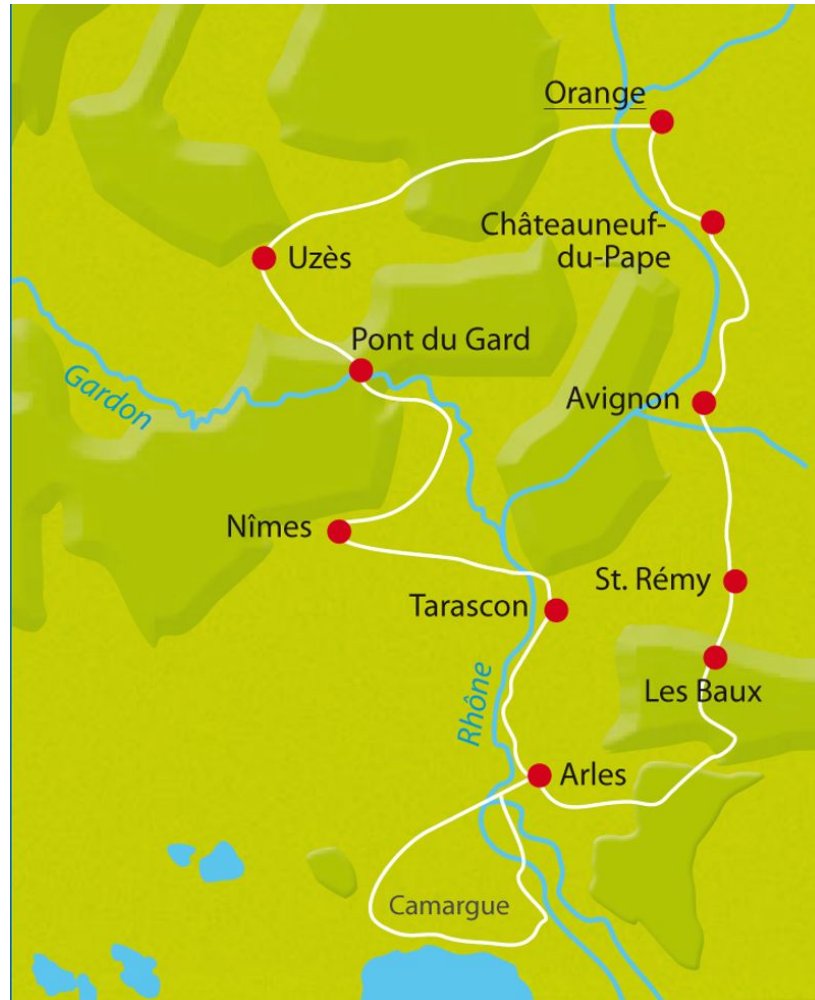 Orange
Châteauneuf-
du-Pape
Uzès
Pont du Gard
Gardon
Avignon
Nîmes
St. Rémy
Tarascon
Rhône
Les Baux
Arles
Camargue